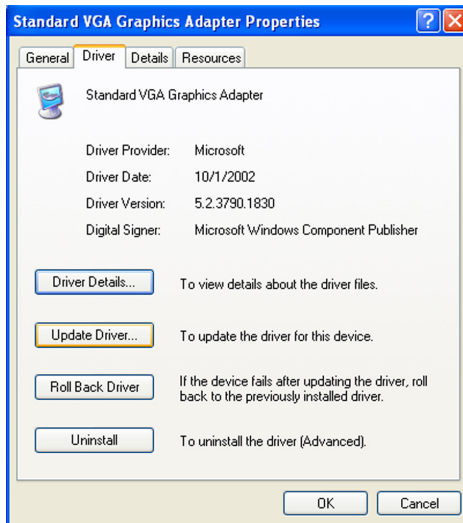 Standard VGA Graphics Adapter Properties
General Driver Details Resources
Standard VGA Graphics Adapter
Driver Provider: Microsoft
Driver Date: 10/1/2002
Driver Version: 5.2.3790.1830
Digital Signer: Microsoft Windows Component Publisher
Driver Details... To view details about the driver files.
Update Driver... To update the driver for this device.
Roll Back Driver If the device fails after updating the driver, roll
back to the previously installed driver.
Uninstall To uninstall the driver (Advanced).
OK Cancel